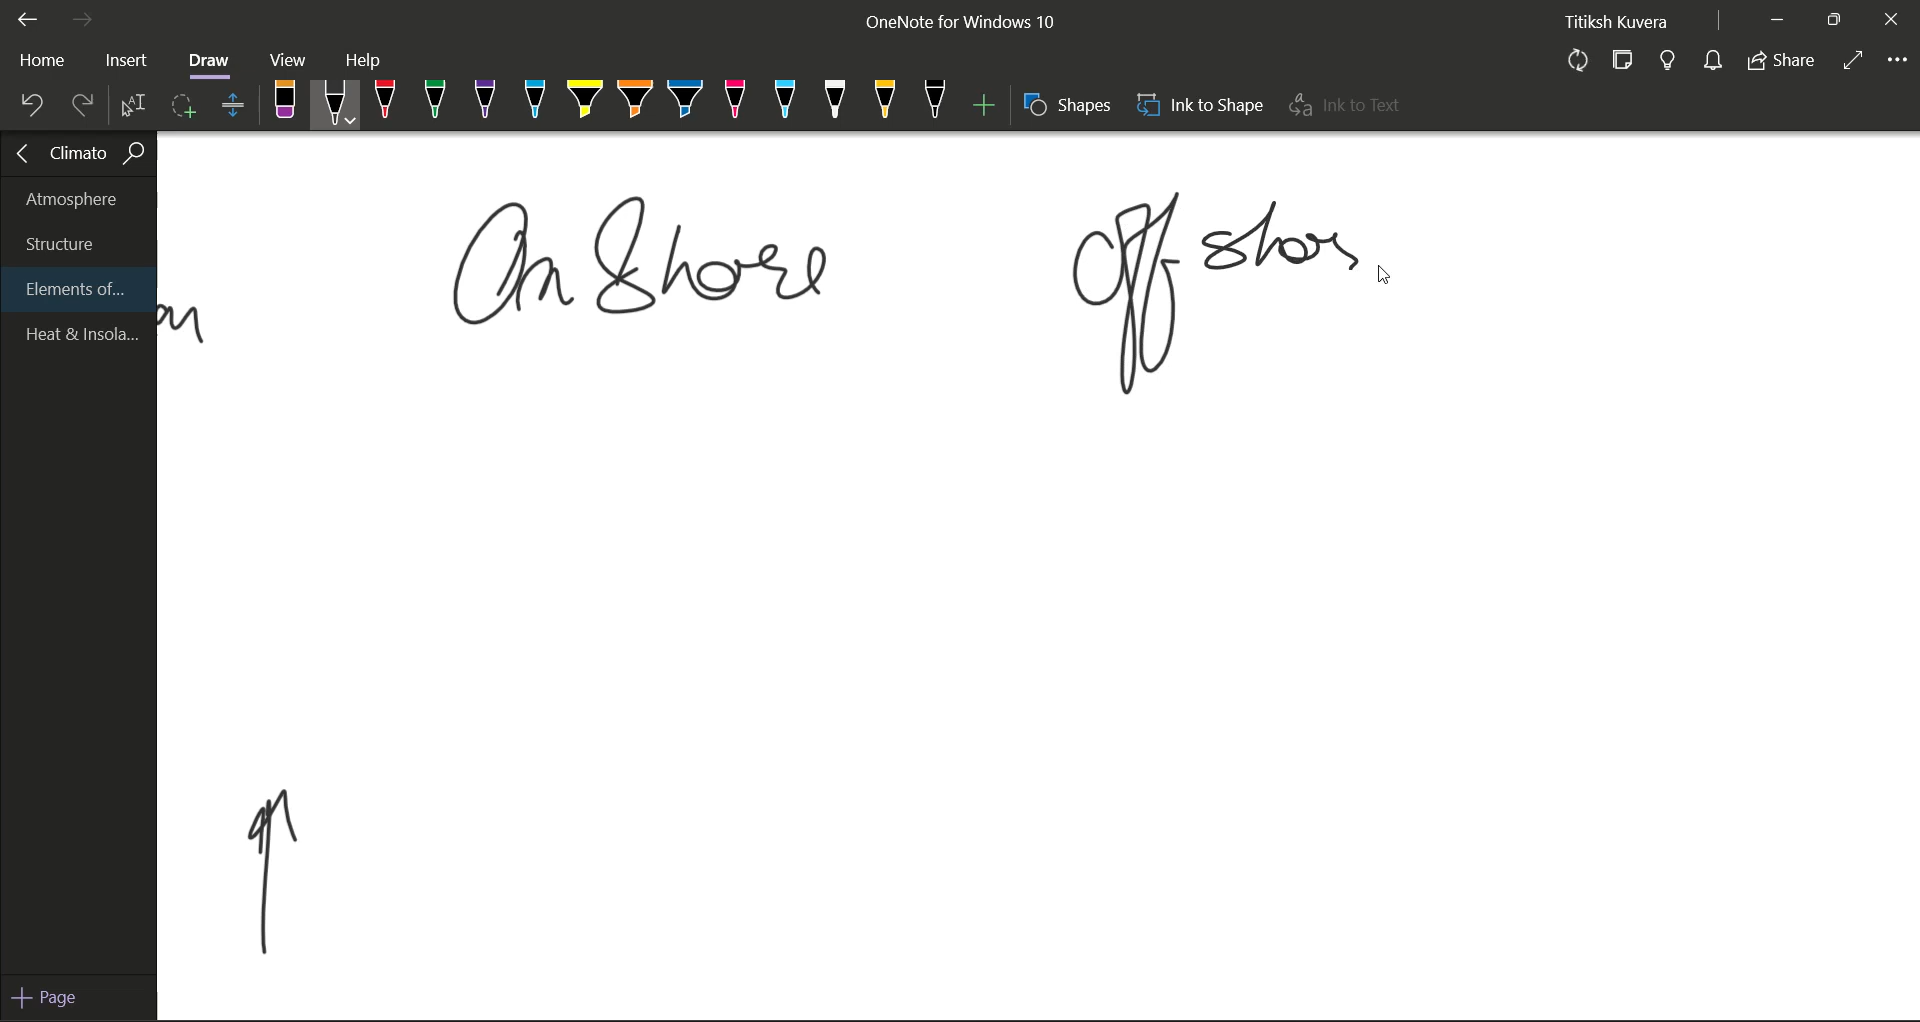 OneNote for Windows 10
Titiksh Kuvera
Home Insert Draw View Help
Share
Shapes Ink to Shape Ink to Text
Climato
Atmosphere
Structure
Elements of...
Heat & Insola...
On Shore off shor
+ Page